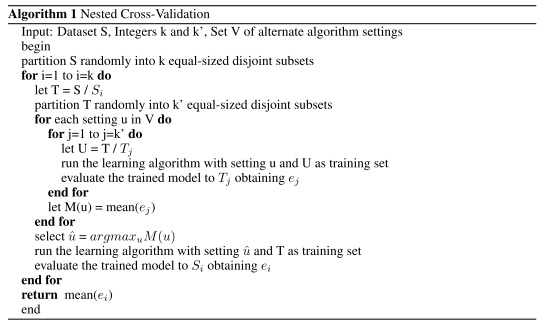 Algorithm 1 Nested Cross-Validation
Input: Dataset S, Integers k and k', Set V of alternate algorithm settings
begin
partition S randomly into k equal-sized disjoint subsets
for i=1 to i=k do
let T = S / S_i
partition T randomly into k' equal-sized disjoint subsets
for each setting u in V do
for j=1 to j=k' do
let U = T / T_j
run the learning algorithm with setting u and U as training set
evaluate the trained model to T_j obtaining e_j
end for
let M(u) = mean(e_j)
end for
select û = argmax_u M(u)
run the learning algorithm with setting û and T as training set
evaluate the trained model to S_i obtaining e_i
end for
return mean(e_i)
end